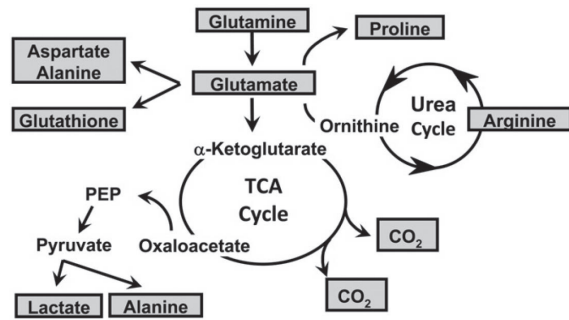 Glutamine
Aspartate
Alanine
Proline
Glutamate
Glutathione
Ornithine
Urea
Cycle
Arginine
α-Ketoglutarate
TCA
Cycle
PEP
Pyruvate
Oxaloacetate
CO₂
Lactate
Alanine
CO₂